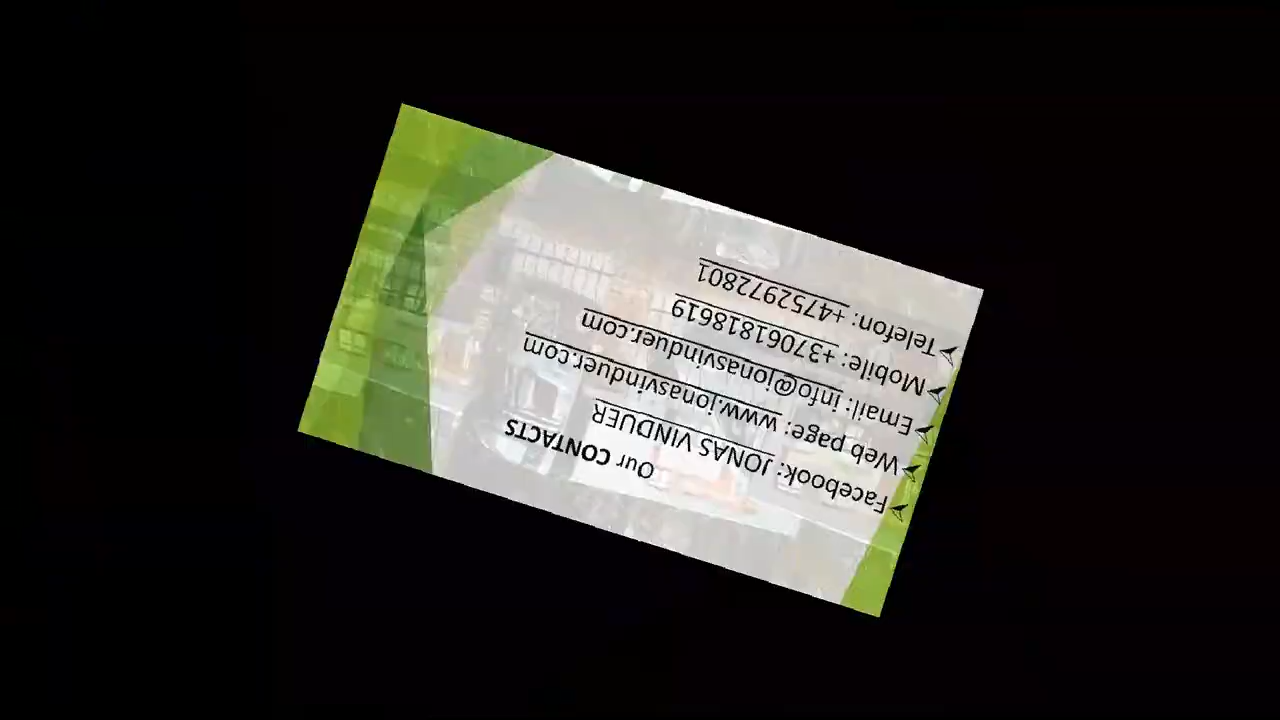 Our CONTACTS
Facebook: JONAS VINDUER
Web page: www.jonasvinduer.com
Email: info@jonasvinduer.com
Mobile: +37061818619
Telefon: +4752972801